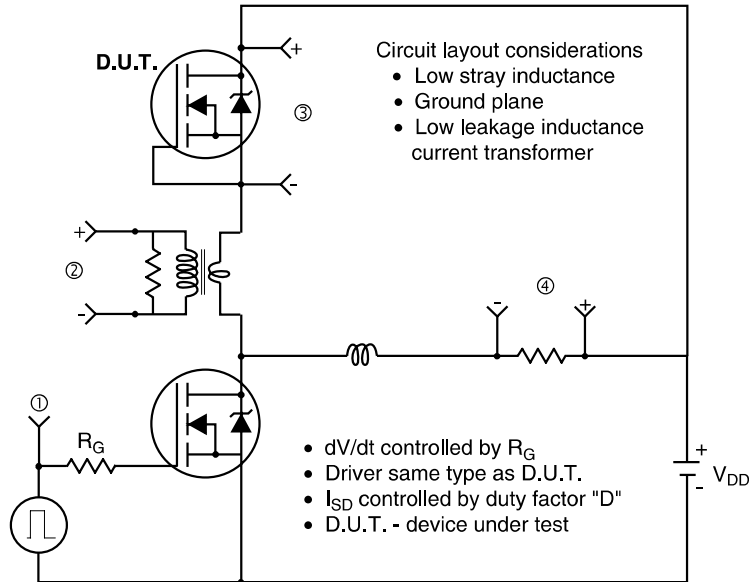 D.U.T.
+
Circuit layout considerations
• Low stray inductance
• Ground plane
• Low leakage inductance
current transformer
③
-
+
②
-
④
-
+
①
R_G
• dV/dt controlled by R_G
• Driver same type as D.U.T.
• I_SD controlled by duty factor "D"
• D.U.T. - device under test
+
V_DD
-